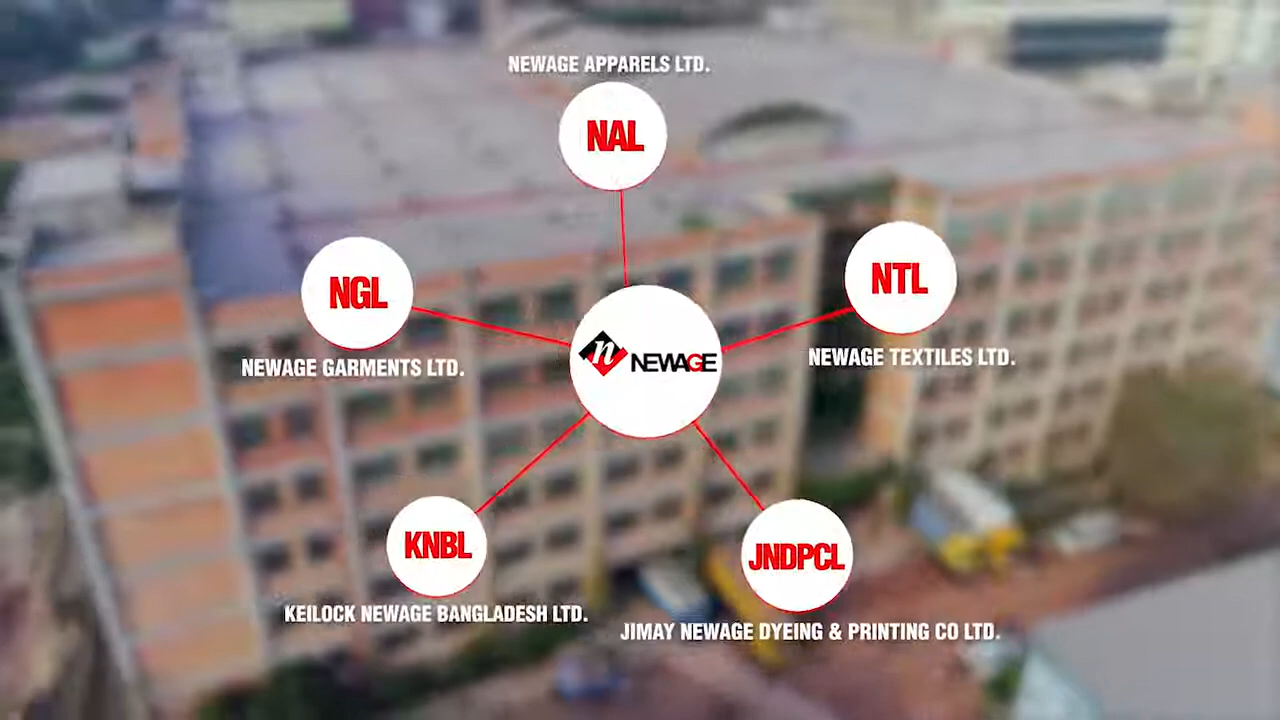 NEWAGE APPARELS LTD.
NAL
NGL
NEWAGE GARMENTS LTD.
NTL
NEWAGE TEXTILES LTD.
n NEWAGE
KNBL
KEILOCK NEWAGE BANGLADESH LTD.
JNDPCL
JIMAY NEWAGE DYEING & PRINTING CO LTD.